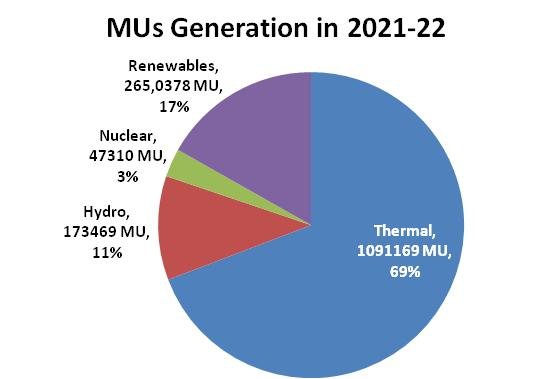 MUs Generation in 2021-22
Renewables,
265,0378 MU,
17%
Nuclear,
47310 MU,
3%
Hydro,
173469 MU,
11%
Thermal,
1091169 MU,
69%